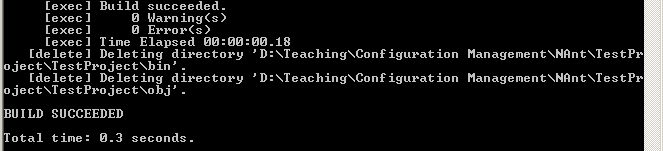 [exec] Build succeeded.
[exec]     0 Warning(s)
[exec]     0 Error(s)
[exec] Time Elapsed 00:00:00.18
[delete] Deleting directory 'D:\Teaching\Configuration Management\NAnt\TestPr
oject\TestProject\bin'.
[delete] Deleting directory 'D:\Teaching\Configuration Management\NAnt\TestPr
oject\TestProject\obj'.
BUILD SUCCEEDED
Total time: 0.3 seconds.